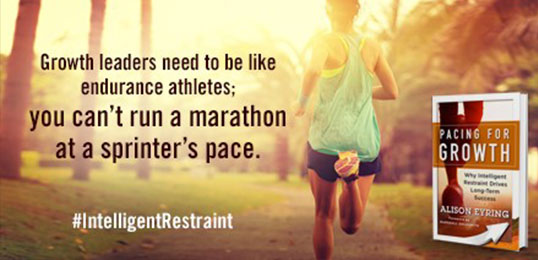 Growth leaders need to be like
endurance athletes;
you can't run a marathon
at a sprinter's pace.
#IntelligentRestraint
PACING FOR
GROWTH
Why Intelligent
Restraint Drives
Long-Term
Success
ALISON EYRING